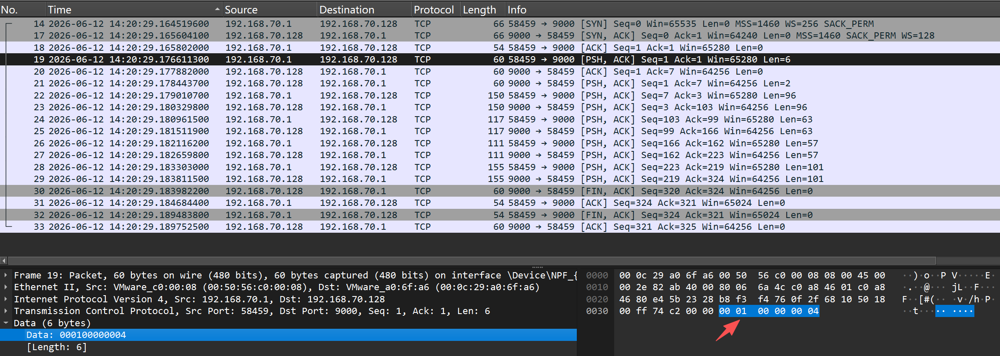 No. Time Source Destination Protocol Length Info
14 2026-06-12 14:20:29.164519600 192.168.70.1 192.168.70.128 TCP 66 58459 → 9000 [SYN] Seq=0 Win=65535 Len=0 MSS=1460 WS=256 SACK_PERM
17 2026-06-12 14:20:29.165604100 192.168.70.128 192.168.70.1 TCP 66 9000 → 58459 [SYN, ACK] Seq=0 Ack=1 Win=64240 Len=0 MSS=1460 SACK_PERM WS=128
18 2026-06-12 14:20:29.165802000 192.168.70.1 192.168.70.128 TCP 54 58459 → 9000 [ACK] Seq=1 Ack=1 Win=65280 Len=0
19 2026-06-12 14:20:29.176611300 192.168.70.1 192.168.70.128 TCP 60 58459 → 9000 [PSH, ACK] Seq=1 Ack=1 Win=65280 Len=6
20 2026-06-12 14:20:29.177882000 192.168.70.128 192.168.70.1 TCP 60 9000 → 58459 [ACK] Seq=1 Ack=7 Win=64256 Len=0
21 2026-06-12 14:20:29.178443700 192.168.70.128 192.168.70.1 TCP 60 9000 → 58459 [PSH, ACK] Seq=1 Ack=7 Win=64256 Len=2
22 2026-06-12 14:20:29.179010700 192.168.70.1 192.168.70.128 TCP 150 58459 → 9000 [PSH, ACK] Seq=7 Ack=3 Win=65280 Len=96
23 2026-06-12 14:20:29.180329800 192.168.70.128 192.168.70.1 TCP 150 9000 → 58459 [PSH, ACK] Seq=3 Ack=103 Win=64256 Len=96
24 2026-06-12 14:20:29.180961500 192.168.70.1 192.168.70.128 TCP 117 58459 → 9000 [PSH, ACK] Seq=103 Ack=99 Win=65280 Len=63
25 2026-06-12 14:20:29.181511900 192.168.70.128 192.168.70.1 TCP 117 9000 → 58459 [PSH, ACK] Seq=99 Ack=166 Win=64256 Len=63
26 2026-06-12 14:20:29.182116200 192.168.70.1 192.168.70.128 TCP 111 58459 → 9000 [PSH, ACK] Seq=166 Ack=162 Win=65280 Len=57
27 2026-06-12 14:20:29.182659800 192.168.70.128 192.168.70.1 TCP 111 9000 → 58459 [PSH, ACK] Seq=162 Ack=223 Win=64256 Len=57
28 2026-06-12 14:20:29.183303000 192.168.70.1 192.168.70.128 TCP 155 58459 → 9000 [PSH, ACK] Seq=223 Ack=219 Win=65280 Len=101
29 2026-06-12 14:20:29.183811500 192.168.70.128 192.168.70.1 TCP 155 9000 → 58459 [PSH, ACK] Seq=219 Ack=324 Win=64256 Len=101
30 2026-06-12 14:20:29.183982200 192.168.70.128 192.168.70.1 TCP 60 9000 → 58459 [FIN, ACK] Seq=320 Ack=324 Win=64256 Len=0
31 2026-06-12 14:20:29.184684400 192.168.70.1 192.168.70.128 TCP 54 58459 → 9000 [ACK] Seq=324 Ack=321 Win=65024 Len=0
32 2026-06-12 14:20:29.189483800 192.168.70.1 192.168.70.128 TCP 54 58459 → 9000 [FIN, ACK] Seq=324 Ack=321 Win=65024 Len=0
33 2026-06-12 14:20:29.189752500 192.168.70.128 192.168.70.1 TCP 60 9000 → 58459 [ACK] Seq=321 Ack=325 Win=64256 Len=0
Frame 19: Packet, 60 bytes on wire (480 bits), 60 bytes captured (480 bits) on interface \Device\NPF_{
Ethernet II, Src: VMware_c0:00:08 (00:50:56:c0:00:08), Dst: VMware_a0:6f:a6 (00:0c:29:a0:6f:a6)
Internet Protocol Version 4, Src: 192.168.70.1, Dst: 192.168.70.128
Transmission Control Protocol, Src Port: 58459, Dst Port: 9000, Seq: 1, Ack: 1, Len: 6
Data (6 bytes)
Data: 000100000004
[Length: 6]
0000 00 0c 29 a0 6f a6 00 50 56 c0 00 08 08 00 45 00 ··)·o··P V·····E·
0010 00 2e 82 ab 40 00 80 06 6a 4c c0 a8 46 01 c0 a8 ·.··@··· jL··F···
0020 46 80 e4 5b 23 28 b8 f3 f4 76 0f 2f 68 10 50 18 F··[#(·· ·v·/h·P·
0030 00 ff 74 c2 00 00 00 01 00 00 00 04 ··t····· ····